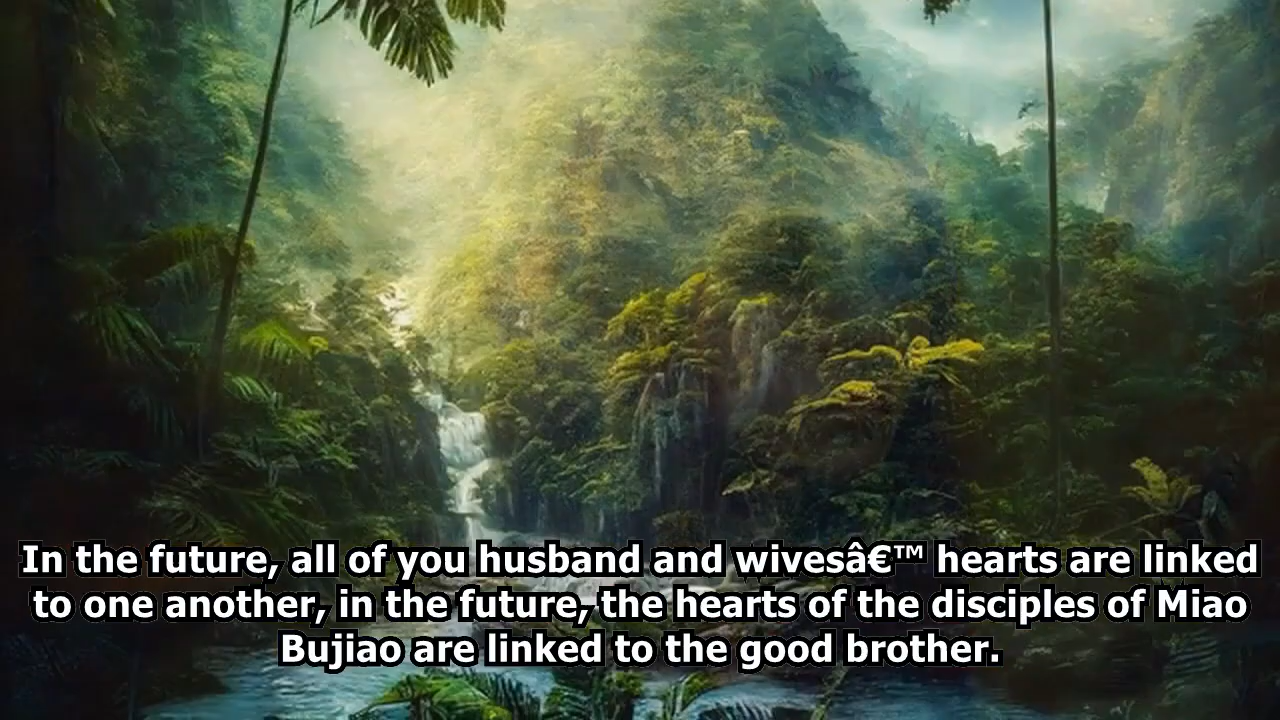 In the future, all of you husband and wivesâ€™ hearts are linked
to one another, in the future, the hearts of the disciples of Miao
Bujiao are linked to the good brother.